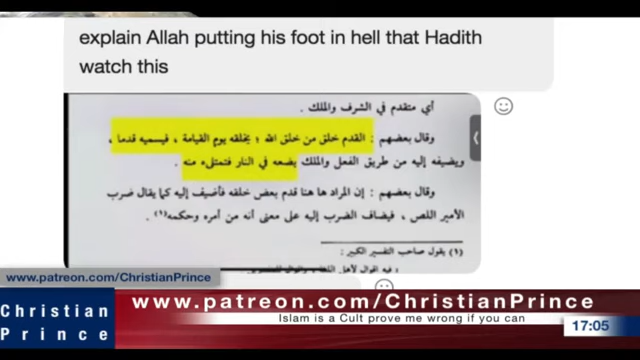 explain Allah putting his foot in hell that Hadith
watch this
أي متقدم في الشرف والملك .
وقال بعضهم : القدم خلق من خلق الله ؛ يخلقه يوم القيامة ، فيسميه قدما ،
ويضيفه إليه من طريق الفعل والملك يضعه في النار فتمتلىء منه .
وقال بعضهم : إن المراد ها هنا قدم بعض خلقه فأضيف إليه كما يقال ضرب
الأمير اللص ، فيضاف الضرب إليه على معنى أنه من أمره وحكمه(١) .
(١) يقول صاحب التفسير الكبير :
www.patreon.com/ChristianPrince
Christian
Prince
www.patreon.com/ChristianPrince
Islam is a Cult prove me wrong if you can
17:05